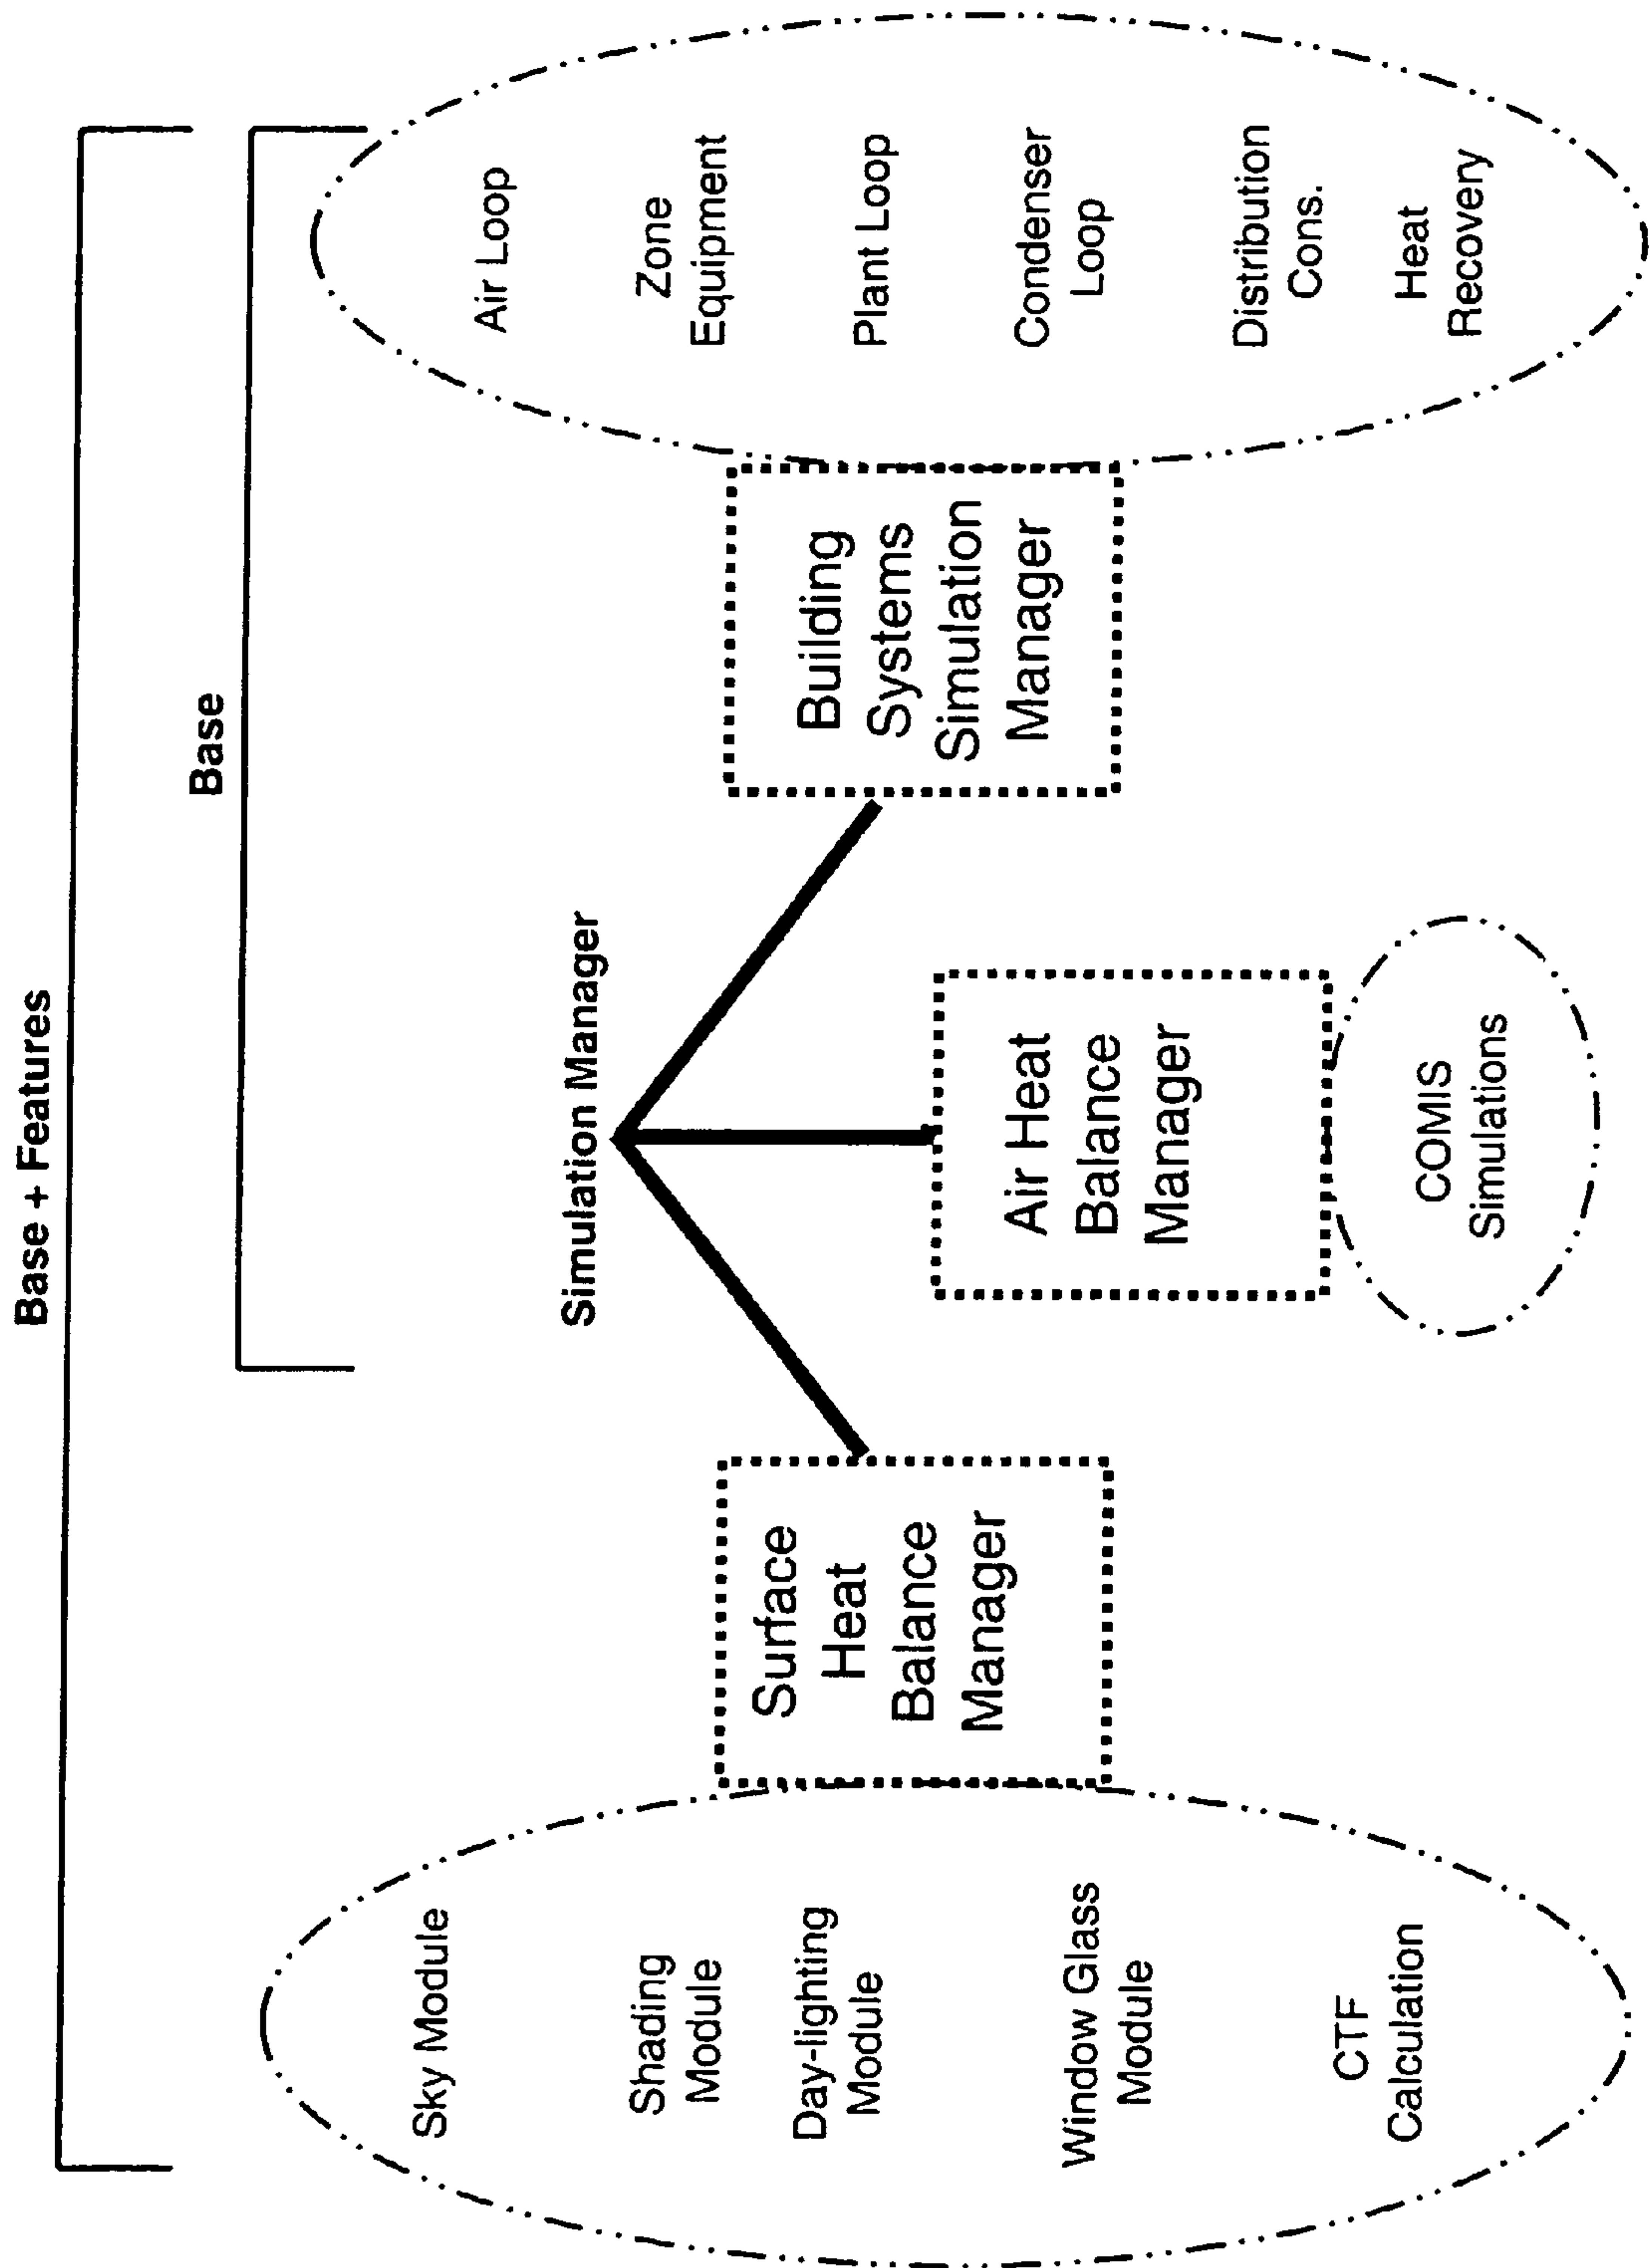 Base + Features
Base
Simulation Manager
Sky Module
Shading
Module
Day-lighting
Module
Window Glass
Module
CTF
Calculation
Surface
Heat
Balance
Manager
Air Heat
Balance
Manager
COMIS
Simulations
Building
Systems
Simulation
Manager
Air Loop
Zone
Equipment
Plant Loop
Condenser
Loop
Distribution
Cons.
Heat
Recovery